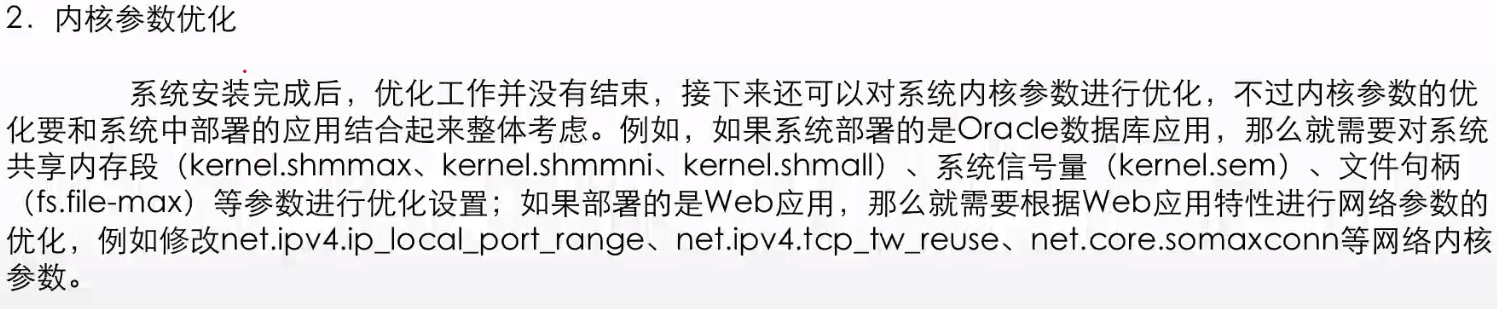 2．内核参数优化
系统安装完成后，优化工作并没有结束，接下来还可以对系统内核参数进行优化，不过内核参数的优
化要和系统中部署的应用结合起来整体考虑。例如，如果系统部署的是Oracle数据库应用，那么就需要对系统
共享内存段（kernel.shmmax、kernel.shmmni、kernel.shmall）、系统信号量（kernel.sem）、文件句柄
（fs.file-max）等参数进行优化设置；如果部署的是Web应用，那么就需要根据Web应用特性进行网络参数的
优化，例如修改net.ipv4.ip_local_port_range、net.ipv4.tcp_tw_reuse、net.core.somaxconn等网络内核
参数。